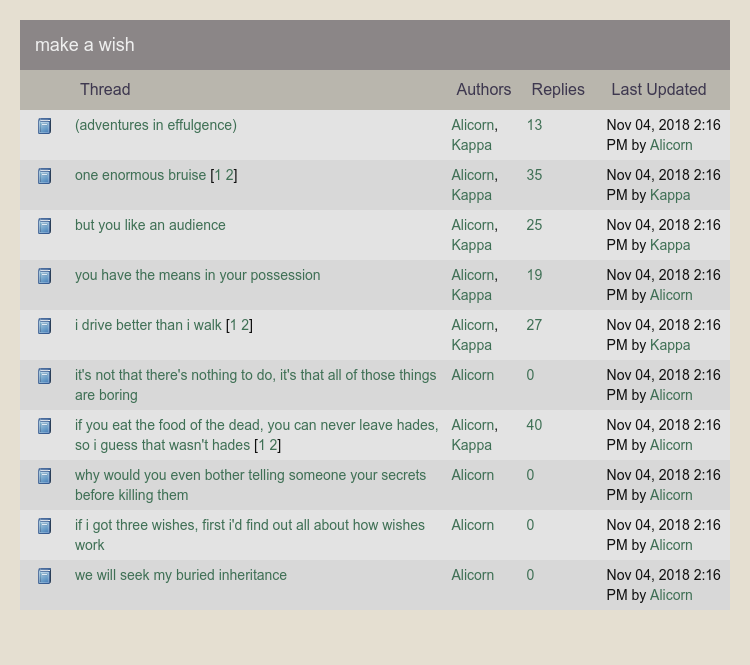 make a wish
Thread Authors Replies Last Updated
(adventures in effulgence) Alicorn, 13 Nov 04, 2018 2:16
Kappa PM by Alicorn
one enormous bruise [1 2] Alicorn, 35 Nov 04, 2018 2:16
Kappa PM by Kappa
but you like an audience Alicorn, 25 Nov 04, 2018 2:16
Kappa PM by Kappa
you have the means in your possession Alicorn, 19 Nov 04, 2018 2:16
Kappa PM by Alicorn
i drive better than i walk [1 2] Alicorn, 27 Nov 04, 2018 2:16
Kappa PM by Kappa
it's not that there's nothing to do, it's that all of those things Alicorn 0 Nov 04, 2018 2:16
are boring PM by Alicorn
if you eat the food of the dead, you can never leave hades, Alicorn, 40 Nov 04, 2018 2:16
so i guess that wasn't hades [1 2] Kappa PM by Alicorn
why would you even bother telling someone your secrets Alicorn 0 Nov 04, 2018 2:16
before killing them PM by Alicorn
if i got three wishes, first i'd find out all about how wishes Alicorn 0 Nov 04, 2018 2:16
work PM by Alicorn
we will seek my buried inheritance Alicorn 0 Nov 04, 2018 2:16
PM by Alicorn